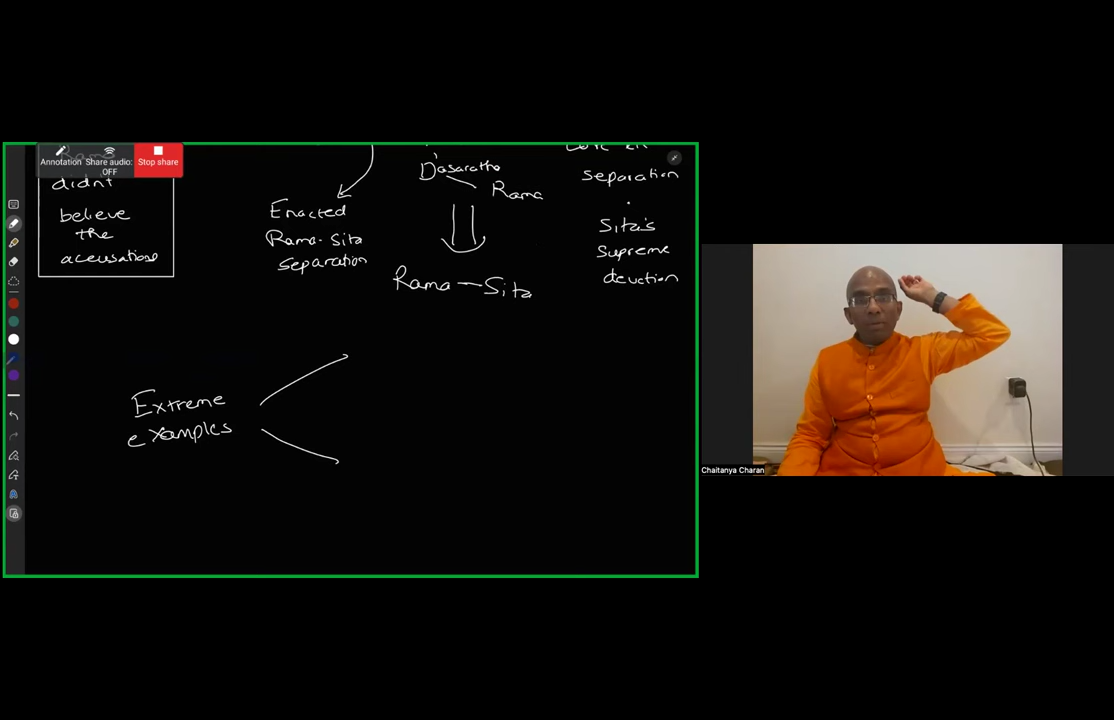 Annotation
Share audio:
OFF
Stop share
didn't
believe
the
accusations
Enacted
Rama-Sita
separation
Dasaratha
Rama
Rama — Sita
separation
Sita's
Supreme
devotion
Extreme
examples
Chaitanya Charan